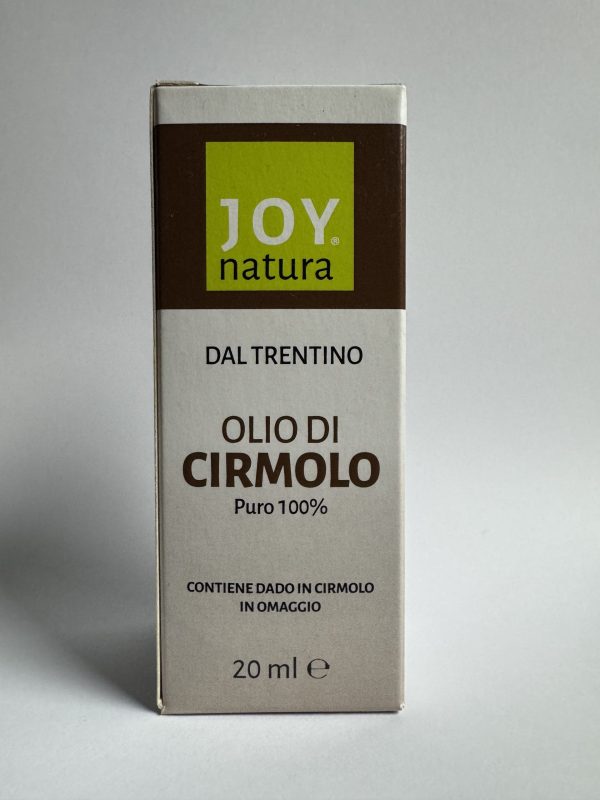 JOY®
natura
DAL TRENTINO
OLIO DI
CIRMOLO
Puro 100%
CONTIENE DADO IN CIRMOLO
IN OMAGGIO
20 ml ℮